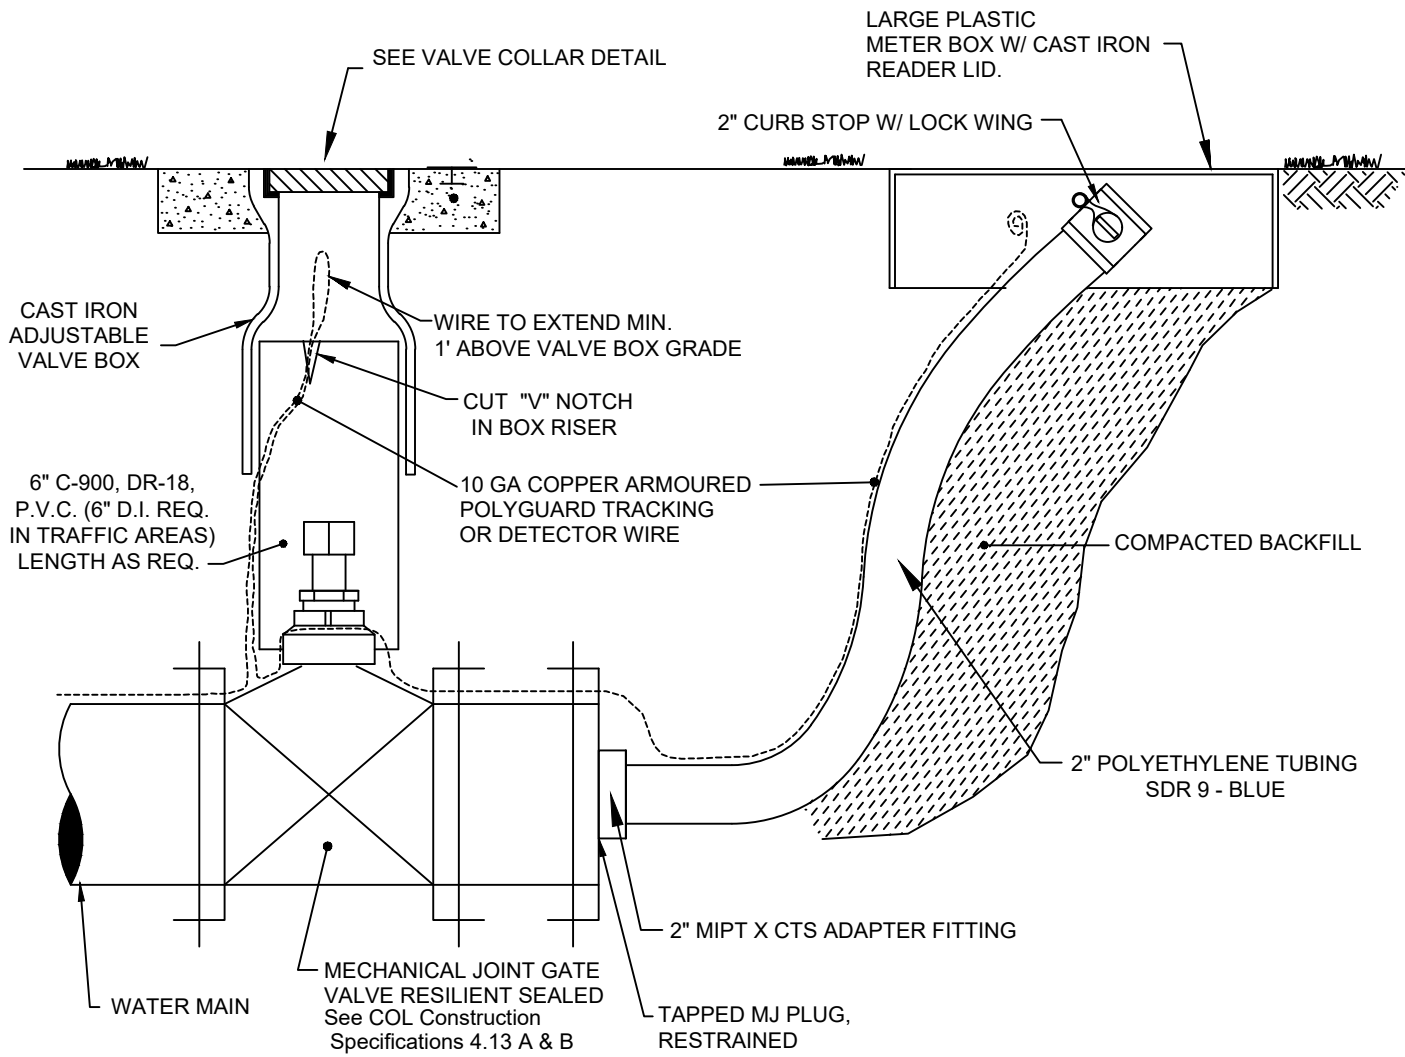 LARGE PLASTIC
METER BOX W/ CAST IRON
READER LID.
SEE VALVE COLLAR DETAIL
2" CURB STOP W/ LOCK WING
CAST IRON
ADJUSTABLE
VALVE BOX
WIRE TO EXTEND MIN.
1' ABOVE VALVE BOX GRADE
CUT "V" NOTCH
IN BOX RISER
6" C-900, DR-18,
P.V.C. (6" D.I. REQ.
IN TRAFFIC AREAS)
LENGTH AS REQ.
10 GA COPPER ARMOURED
POLYGUARD TRACKING
OR DETECTOR WIRE
COMPACTED BACKFILL
2" POLYETHYLENE TUBING
SDR 9 - BLUE
2" MIPT X CTS ADAPTER FITTING
WATER MAIN
MECHANICAL JOINT GATE
VALVE RESILIENT SEALED
See COL Construction
Specifications 4.13 A & B
TAPPED MJ PLUG,
RESTRAINED